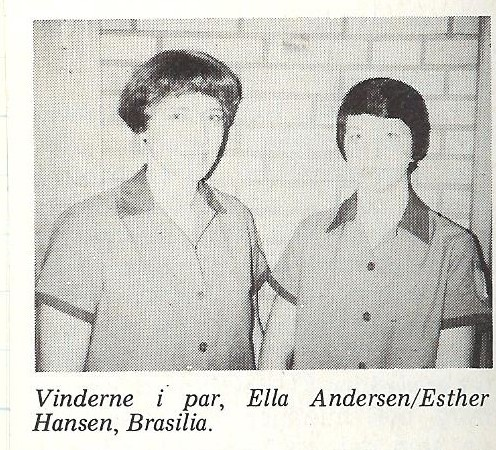 Vinderne i par, Ella Andersen/Esther
Hansen, Brasilia.